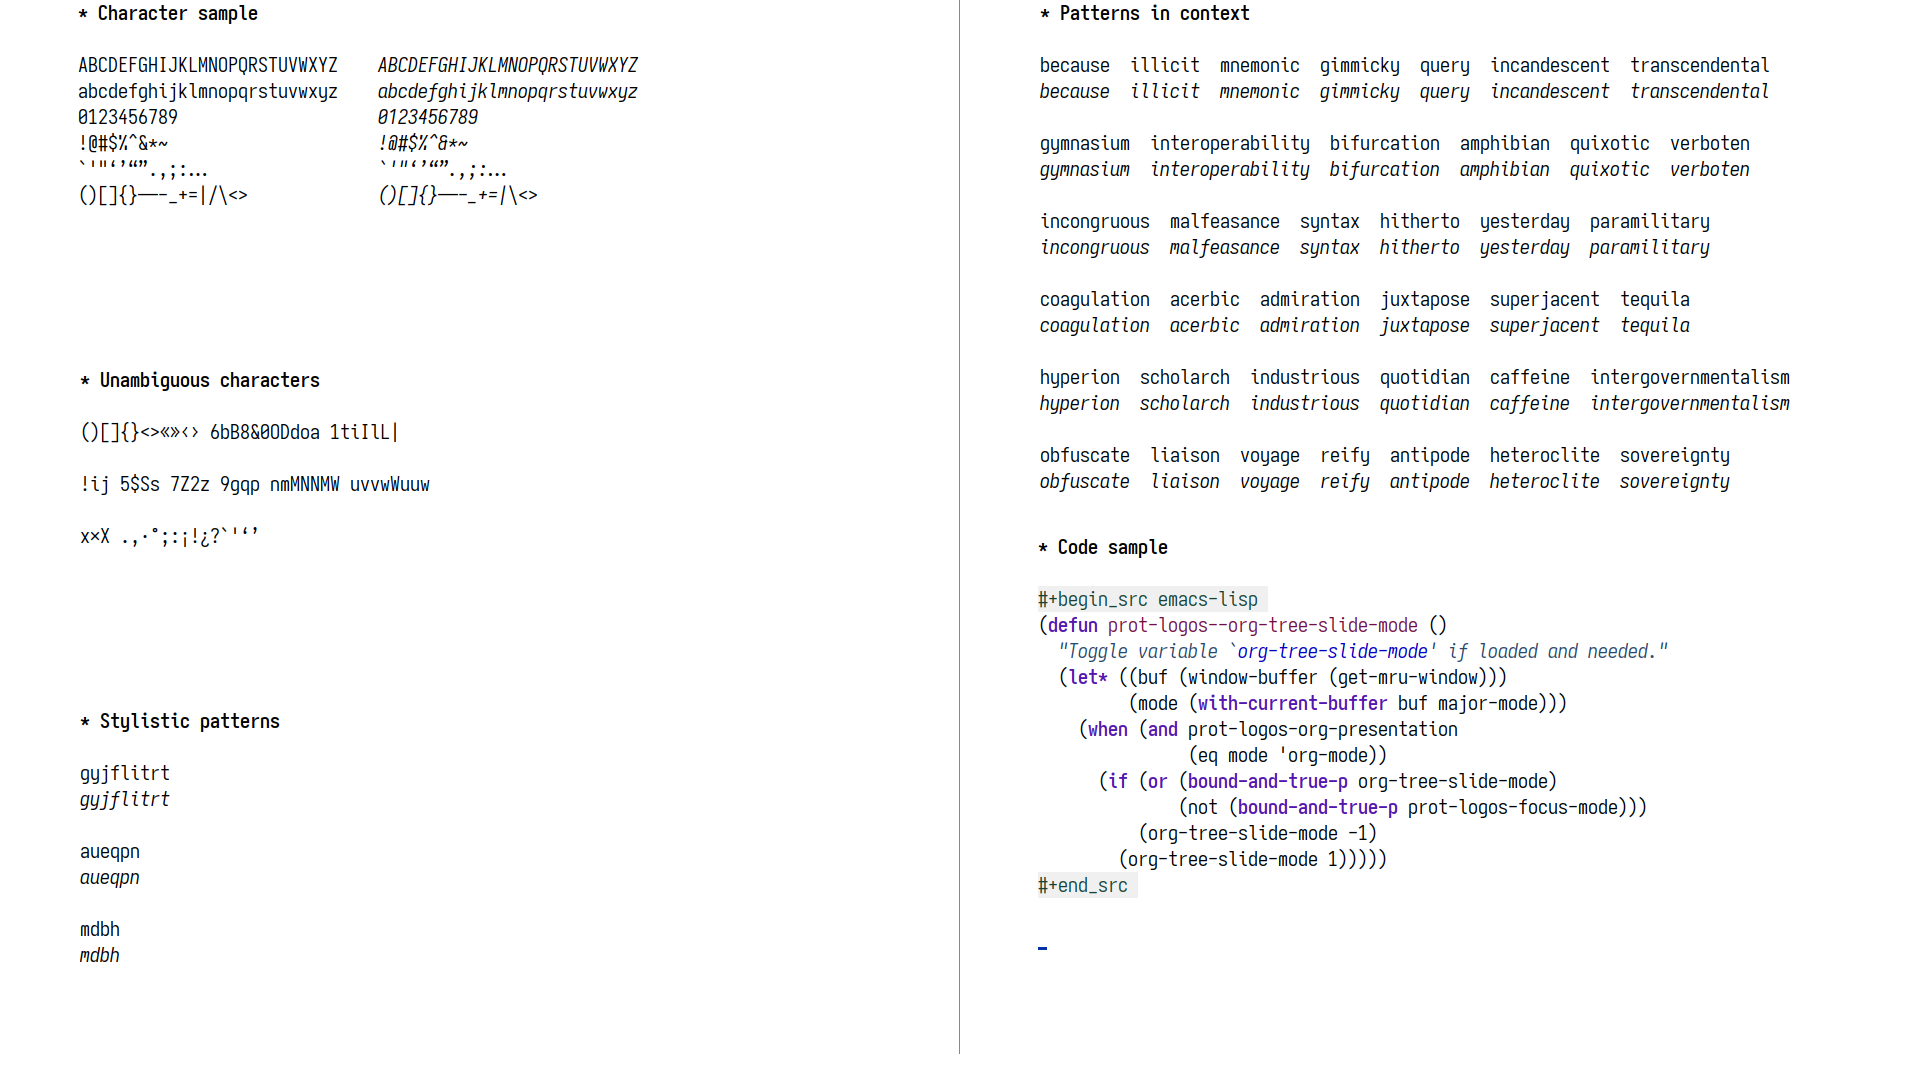 * Character sample
ABCDEFGHIJKLMNOPQRSTUVWXYZ    ABCDEFGHIJKLMNOPQRSTUVWXYZ
abcdefghijklmnopqrstuvwxyz    abcdefghijklmnopqrstuvwxyz
0123456789                    0123456789
!@#$%^&*~                     !@#$%^&*~
`'"‘’“”.,;:…                  `'"‘’“”.,;:…
()[]{}—–-_+=|/\<>             ()[]{}—–-_+=|\<>
* Unambiguous characters
()[]{}<>«»‹› 6bB8&0ODdoa 1tiIlL|
!ij 5$Ss 7Z2z 9gqp nmMNNMW uvvwWuuw
x×X .,·°;:¡!¿?`'‘’
* Stylistic patterns
gyjflitrt
gyjflitrt
aueqpn
aueqpn
mdbh
mdbh
* Patterns in context
because  illicit  mnemonic  gimmicky  query  incandescent  transcendental
because  illicit  mnemonic  gimmicky  query  incandescent  transcendental
gymnasium  interoperability  bifurcation  amphibian  quixotic  verboten
gymnasium  interoperability  bifurcation  amphibian  quixotic  verboten
incongruous  malfeasance  syntax  hitherto  yesterday  paramilitary
incongruous  malfeasance  syntax  hitherto  yesterday  paramilitary
coagulation  acerbic  admiration  juxtapose  superjacent  tequila
coagulation  acerbic  admiration  juxtapose  superjacent  tequila
hyperion  scholarch  industrious  quotidian  caffeine  intergovernmentalism
hyperion  scholarch  industrious  quotidian  caffeine  intergovernmentalism
obfuscate  liaison  voyage  reify  antipode  heteroclite  sovereignty
obfuscate  liaison  voyage  reify  antipode  heteroclite  sovereignty
* Code sample
#+begin_src emacs-lisp
(defun prot-logos--org-tree-slide-mode ()
  "Toggle variable `org-tree-slide-mode' if loaded and needed."
  (let* ((buf (window-buffer (get-mru-window)))
         (mode (with-current-buffer buf major-mode)))
    (when (and prot-logos-org-presentation
               (eq mode 'org-mode))
      (if (or (bound-and-true-p org-tree-slide-mode)
              (not (bound-and-true-p prot-logos-focus-mode)))
          (org-tree-slide-mode -1)
        (org-tree-slide-mode 1)))))
#+end_src